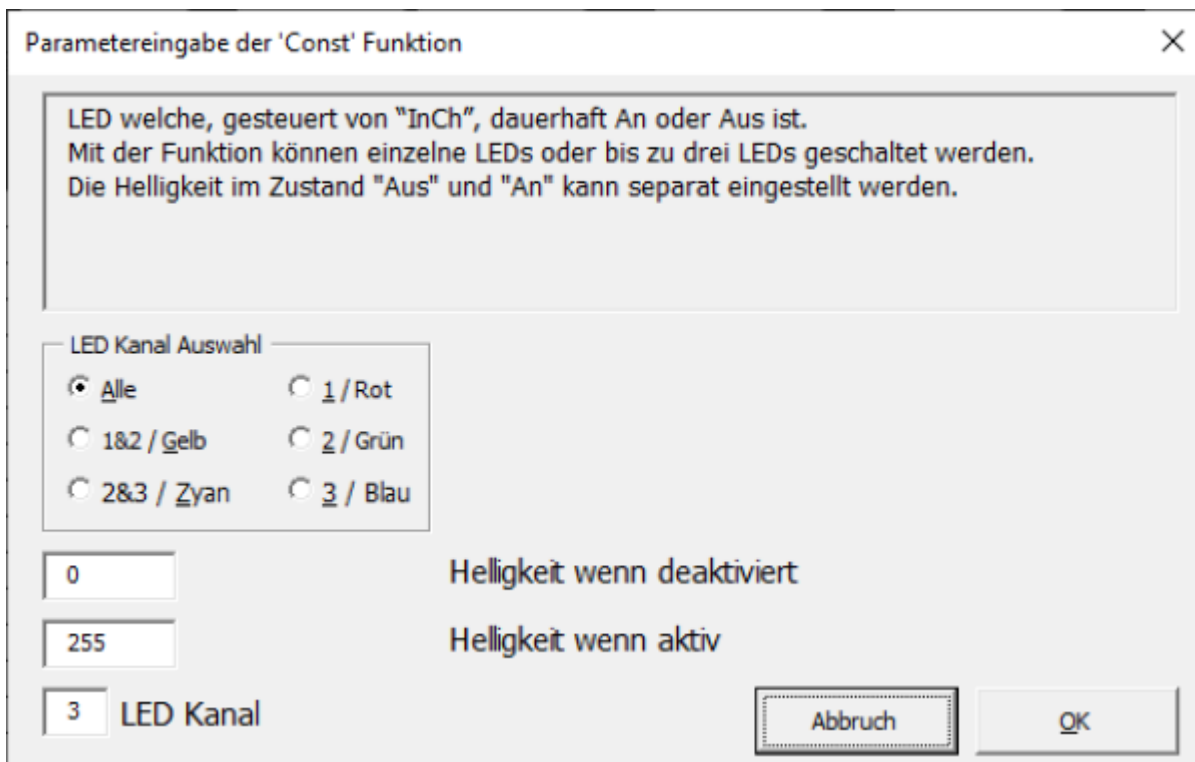 Parametereingabe der 'Const' Funktion
LED welche, gesteuert von “InCh”, dauerhaft An oder Aus ist.
Mit der Funktion können einzelne LEDs oder bis zu drei LEDs geschaltet werden.
Die Helligkeit im Zustand "Aus" und "An" kann separat eingestellt werden.
LED Kanal Auswahl
Alle
1 / Rot
1&2 / Gelb
2 / Grün
2&3 / Zyan
3 / Blau
0 Helligkeit wenn deaktiviert
255 Helligkeit wenn aktiv
3 LED Kanal
Abbruch
OK